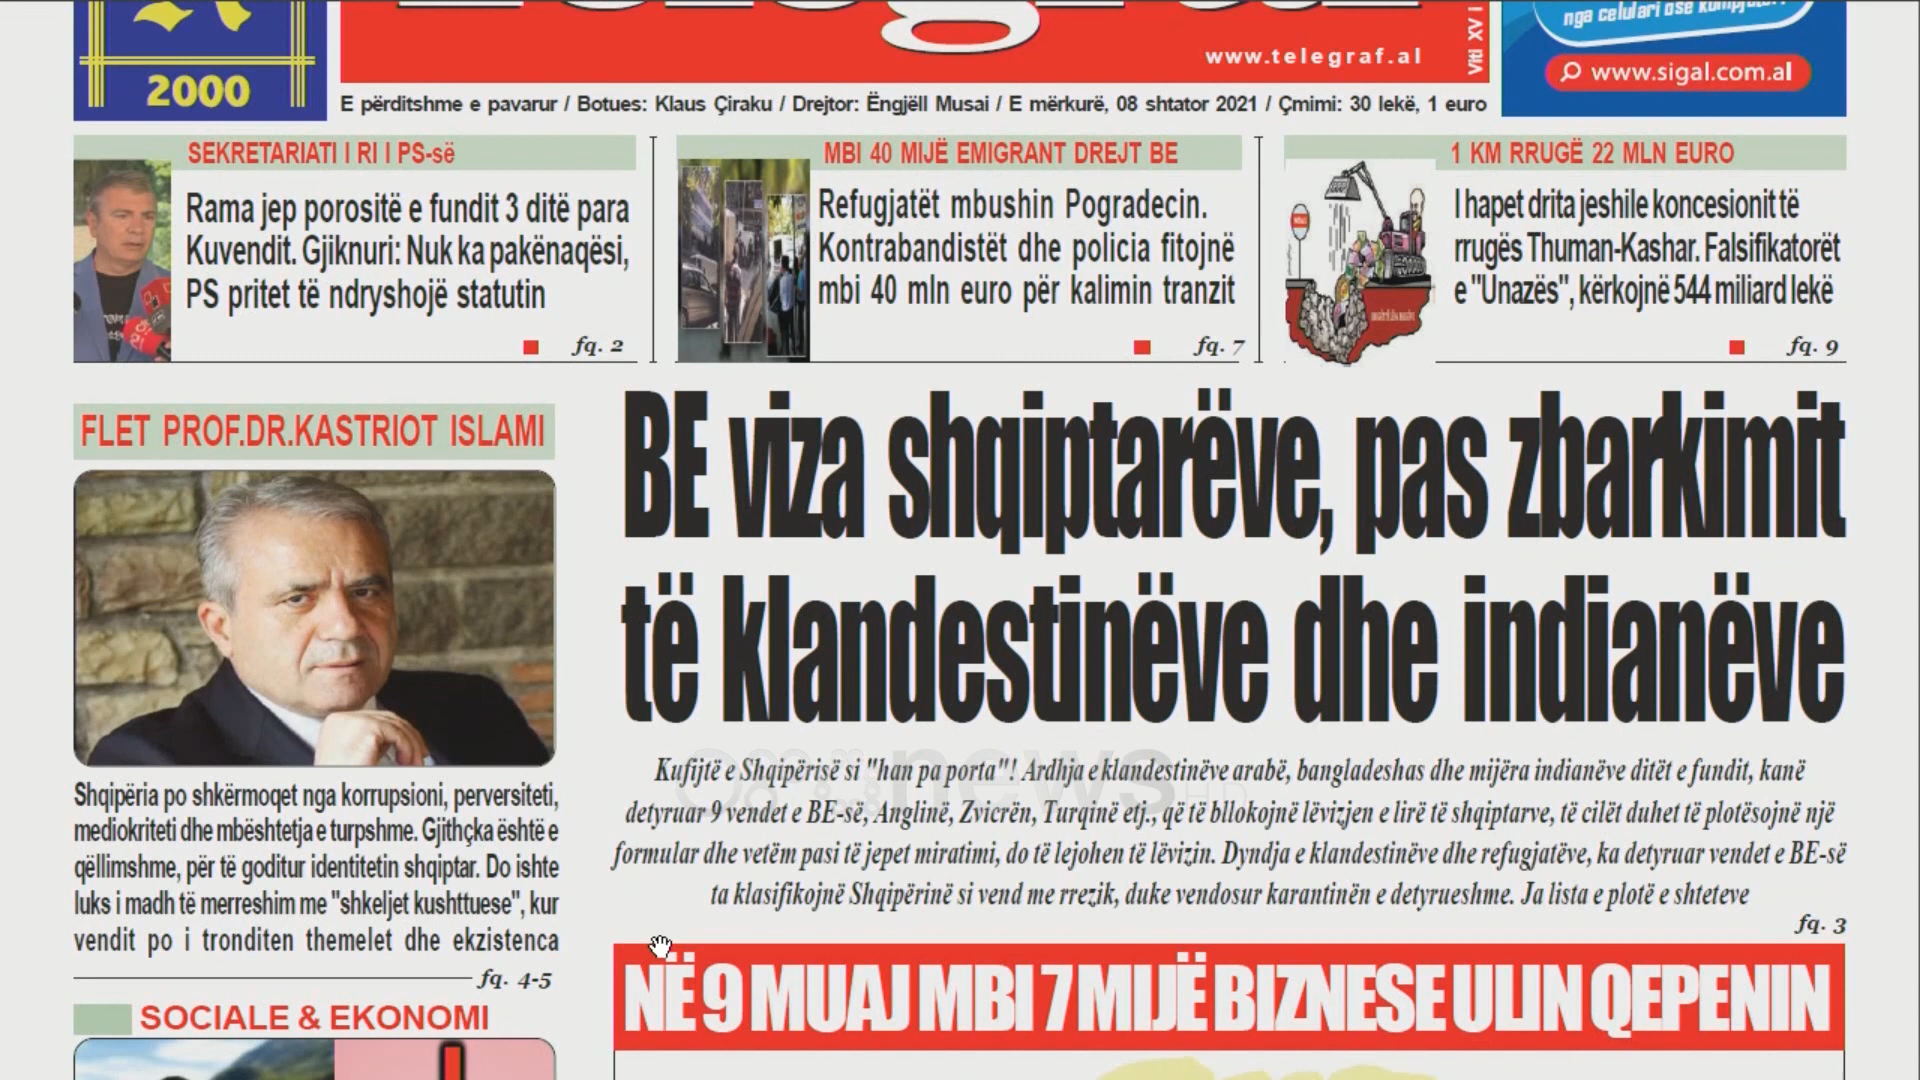 2000
www.telegraf.al
Viti XV
nga celulari ose kompjuteri
www.sigal.com.al
E përditshme e pavarur / Botues: Klaus Çiraku / Drejtor: Ëngjëll Musai / E mërkurë, 08 shtator 2021 / Çmimi: 30 lekë, 1 euro
SEKRETARIATI I RI I PS-së
Rama jep porositë e fundit 3 ditë para
Kuvendit. Gjiknuri: Nuk ka pakënaqësi,
PS pritet të ndryshojë statutin
fq. 2
MBI 40 MIJË EMIGRANT DREJT BE
Refugjatët mbushin Pogradecin.
Kontrabandistët dhe policia fitojnë
mbi 40 mln euro për kalimin tranzit
fq. 7
1 KM RRUGË 22 MLN EURO
I hapet drita jeshile koncesionit të
rrugës Thuman-Kashar. Falsifikatorët
e "Unazës", kërkojnë 544 miliard lekë
fq. 9
FLET PROF.DR.KASTRIOT ISLAMI
Shqipëria po shkërmoqet nga korrupsioni, perversiteti,
mediokriteti dhe mbështetja e turpshme. Gjithçka është e
qëllimshme, për të goditur identitetin shqiptar. Do ishte
luks i madh të merreshim me "shkeljet kushttuese", kur
vendit po i tronditen themelet dhe ekzistenca
fq. 4-5
SOCIALE & EKONOMI
BE viza shqiptarëve, pas zbarkimit
të klandestinëve dhe indianëve
news
Kufijtë e Shqipërisë si "han pa porta"! Ardhja e klandestinëve arabë, bangladeshas dhe mijëra indianëve ditët e fundit, kanë
detyruar 9 vendet e BE-së, Anglinë, Zvicrën, Turqinë etj., që të bllokojnë lëvizjen e lirë të shqiptarve, të cilët duhet të plotësojnë një
formular dhe vetëm pasi të jepet miratimi, do të lejohen të lëvizin. Dyndja e klandestinëve dhe refugjatëve, ka detyruar vendet e BE-së
ta klasifikojnë Shqipërinë si vend me rrezik, duke vendosur karantinën e detyrueshme. Ja lista e plotë e shteteve
fq. 3
NË 9 MUAJ MBI 7 MIJË BIZNESE ULIN QEPENIN